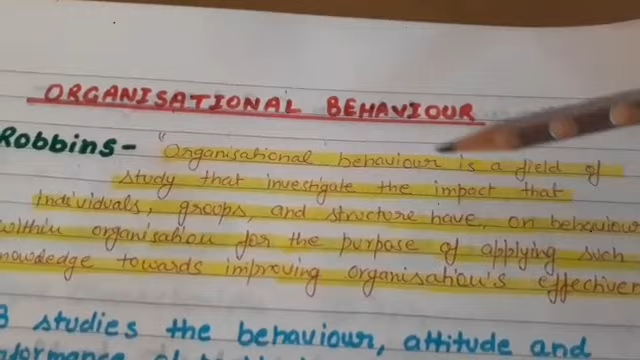 ORGANISATIONAL BEHAVIOUR
Robbins- "Organisational behaviour is a field of
study that investigate the impact that
individuals, groups, and structure have, on behaviour
within organisation for the purpose of applying such
nowledge towards improving organisation's effectiven
B studies the behaviour, attitude and